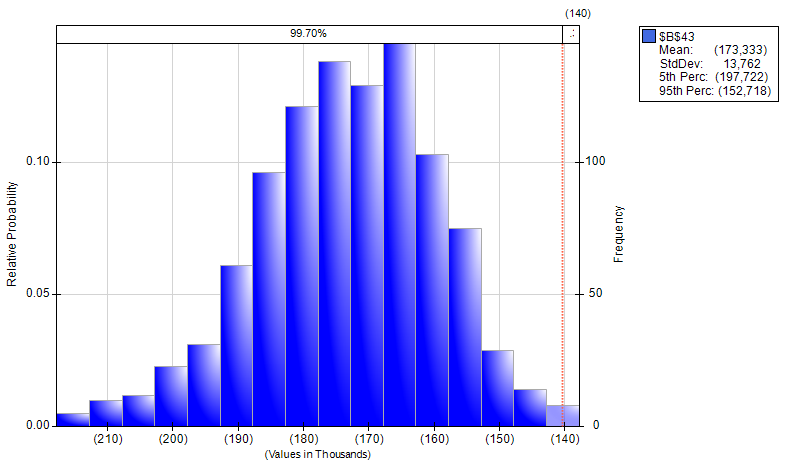 (140)
99.70%
$B$43
Mean: (173,333)
StdDev: 13,762
5th Perc: (197,722)
95th Perc: (152,718)
0.10
100
Relative Probability
Frequency
0.05
50
0.00
0
(210) (200) (190) (180) (170) (160) (150) (140)
(Values in Thousands)